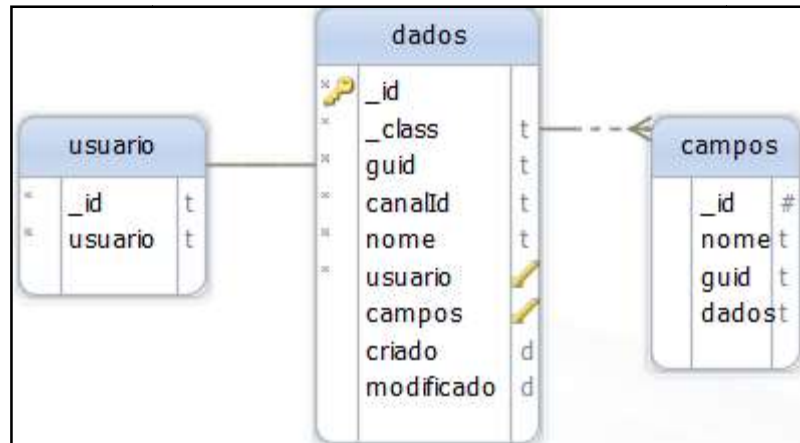 usuario
_id t
usuario t
dados
_id
_class t
guid t
canalId t
nome t
usuario
campos
criado d
modificado d
campos
_id #
nome t
guid t
dados t